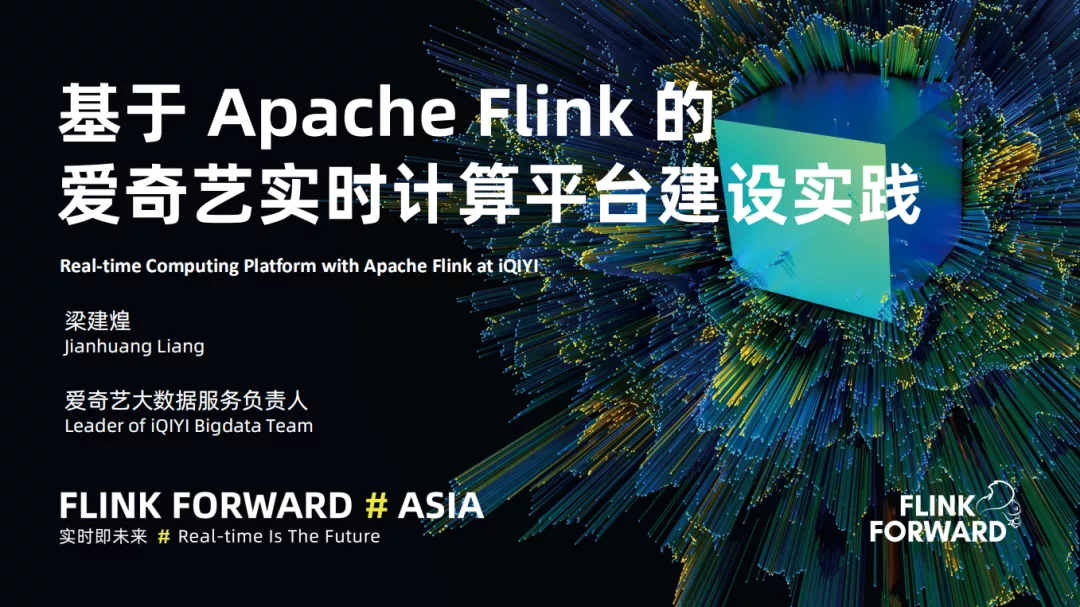 基于 Apache Flink 的
爱奇艺实时计算平台建设实践
Real-time Computing Platform with Apache Flink at iQIYI
梁建煌
Jianhuang Liang
爱奇艺大数据服务负责人
Leader of iQIYI Bigdata Team
FLINK FORWARD # ASIA
实时即未来 # Real-time Is The Future
FLINK
FORWARD